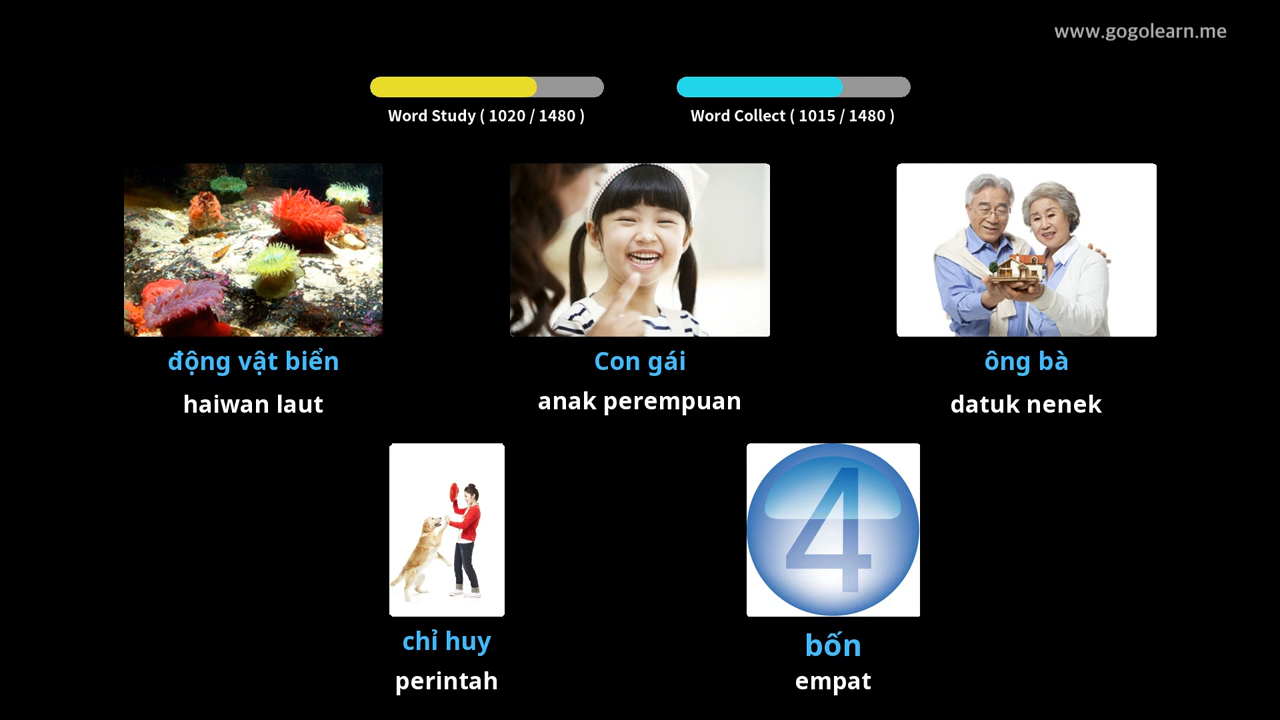 www.gogolearn.me
Word Study ( 1020 / 1480 )
Word Collect ( 1015 / 1480 )
động vật biển
Con gái
ông bà
haiwan laut
anak perempuan
datuk nenek
4
chỉ huy
bốn
perintah
empat